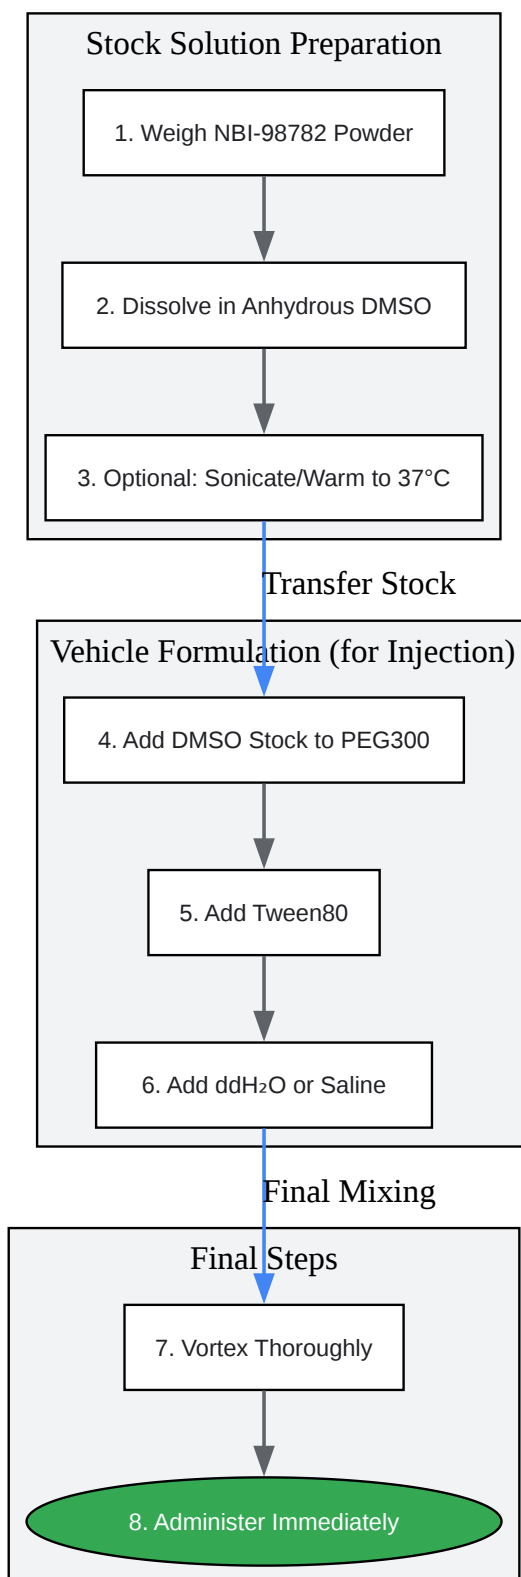 Stock Solution Preparation
1. Weigh NBI-98782 Powder
2. Dissolve in Anhydrous DMSO
3. Optional: Sonicate/Warm to 37°C
Transfer Stock
Vehicle Formulation (for Injection)
4. Add DMSO Stock to PEG300
5. Add Tween80
6. Add ddH₂O or Saline
Final Mixing
Final Steps
7. Vortex Thoroughly
8. Administer Immediately